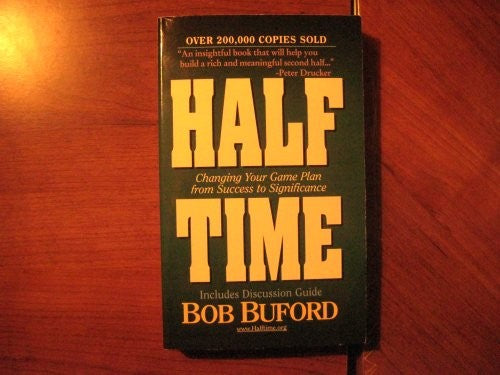 OVER 200,000 COPIES SOLD
"An insightful book that will help you
build a rich and meaningful second half..."
-Peter Drucker
HALF
Changing Your Game Plan
from Success to Significance
TIME
Includes Discussion Guide
BOB BUFORD
www.Halftime.org